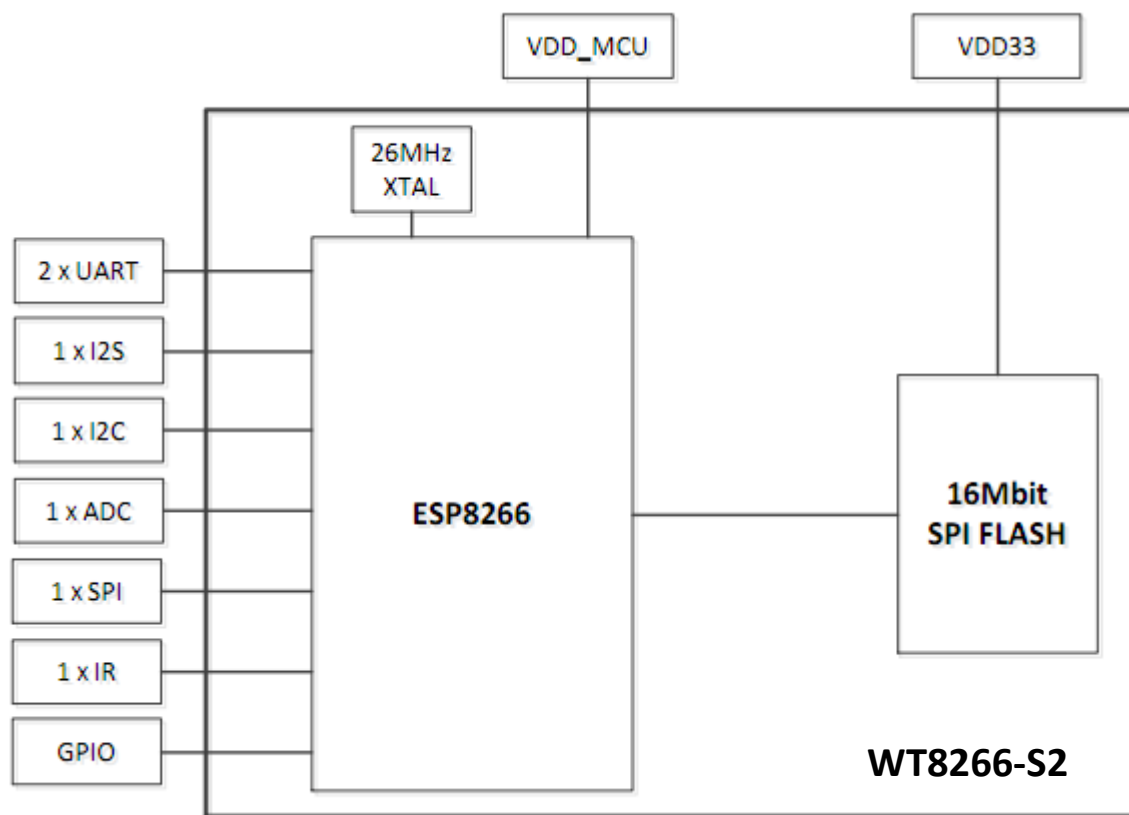 VDD_MCU
VDD33
26MHz
XTAL
2 x UART
1 x I2S
1 x I2C
1 x ADC
1 x SPI
1 x IR
GPIO
ESP8266
16Mbit
SPI FLASH
WT8266-S2